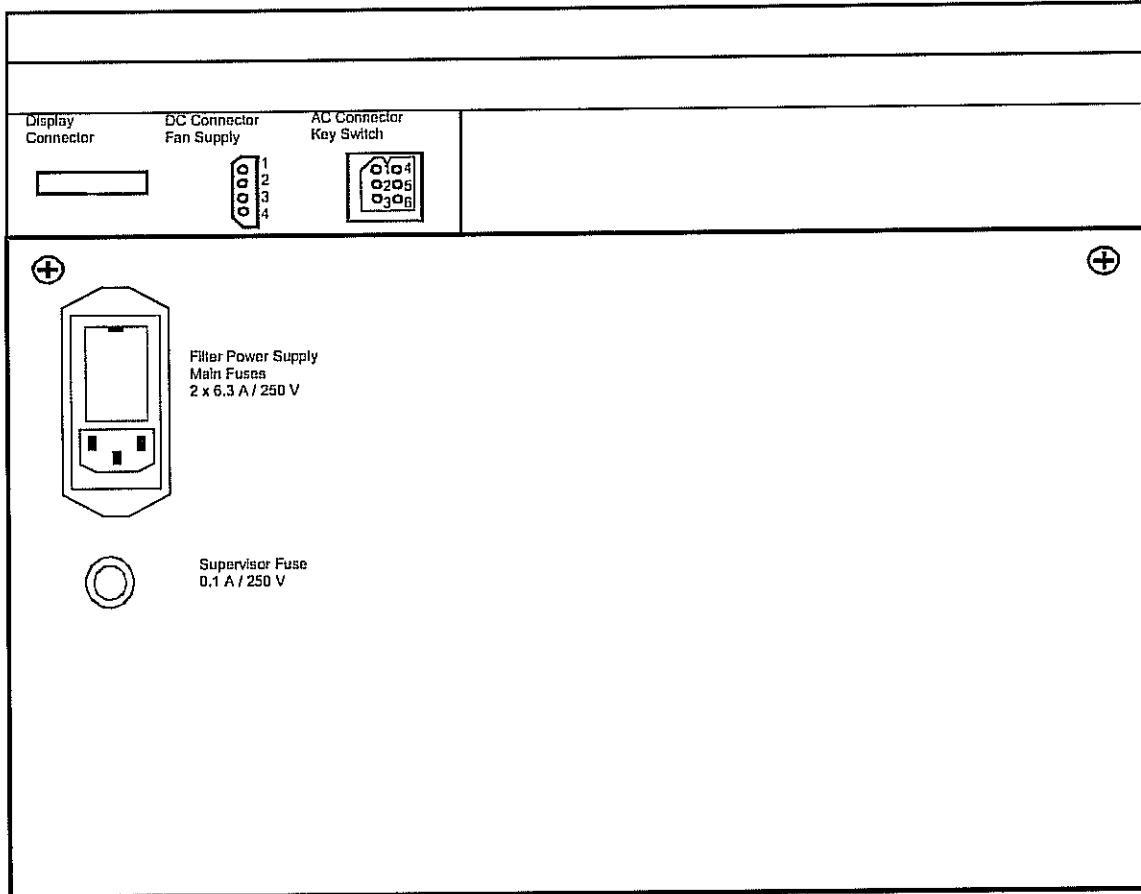 Display
Connector
DC Connector
Fan Supply
AC Connector
Key Switch
1
2
3
4
1 4
2 5
3 6
Filter Power Supply
Main Fuses
2 x 6.3 A / 250 V
Supervisor Fuse
0.1 A / 250 V